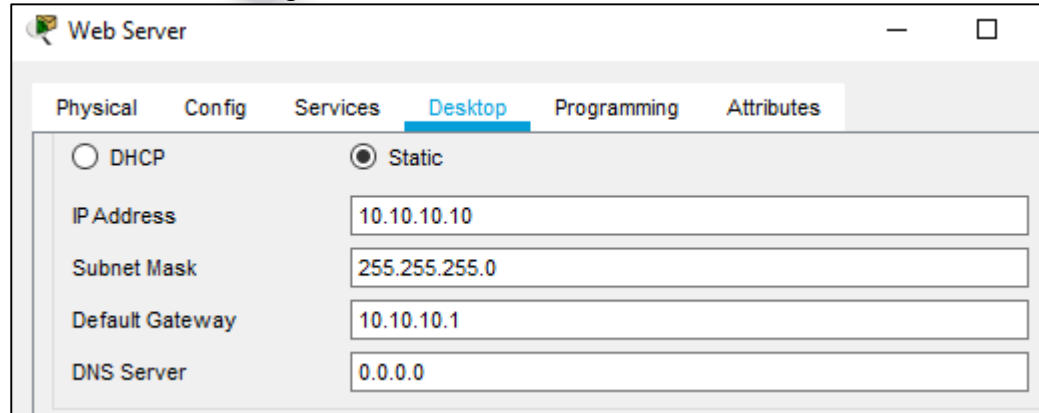 Web Server
Physical Config Services Desktop Programming Attributes
DHCP Static
IP Address 10.10.10.10
Subnet Mask 255.255.255.0
Default Gateway 10.10.10.1
DNS Server 0.0.0.0